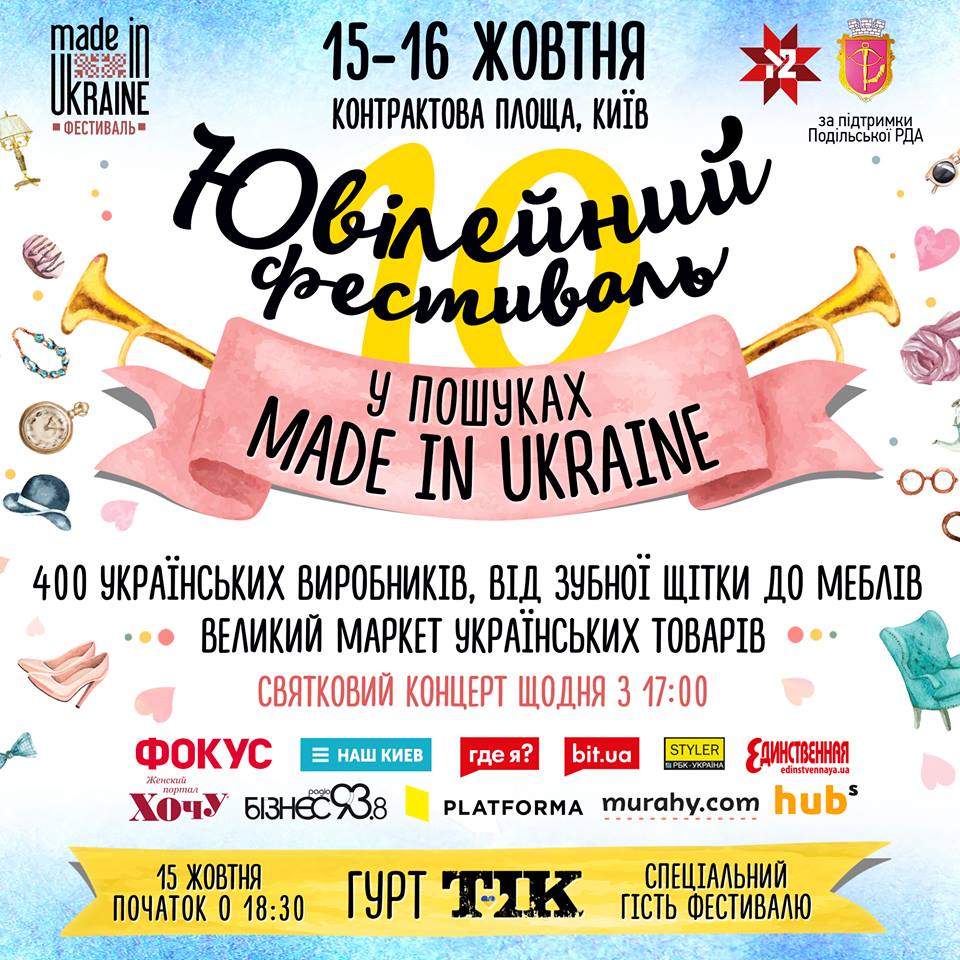 made in
UKRAINE
ФЕСТИВАЛЬ
15-16 ЖОВТНЯ
КОНТРАКТОВА ПЛОЩА, КИЇВ
за підтримки
Подільської РДА
10
Ювілейний
фестиваль
У ПОШУКАХ
MADE IN UKRAINE
400 УКРАЇНСЬКИХ ВИРОБНИКІВ, ВІД ЗУБНОЇ ЩІТКИ ДО МЕБЛІВ
ВЕЛИКИЙ МАРКЕТ УКРАЇНСЬКИХ ТОВАРІВ
СВЯТКОВИЙ КОНЦЕРТ ЩОДНЯ З 17:00
ФОКУС
НАШ КИЕВ
где я?
bit.ua
STYLER
РБК-УКРАЇНА
ЕДИНСТВЕННАЯ
edinstvennaya.ua
Женский
портал
ХОЧУ
радіо
БІЗНЕС 93.8
PLATFORMA
murahy.com
hub s
15 ЖОВТНЯ
ПОЧАТОК О 18:30
ГУРТ ТІК
СПЕЦІАЛЬНИЙ
ГІСТЬ ФЕСТИВАЛЮ